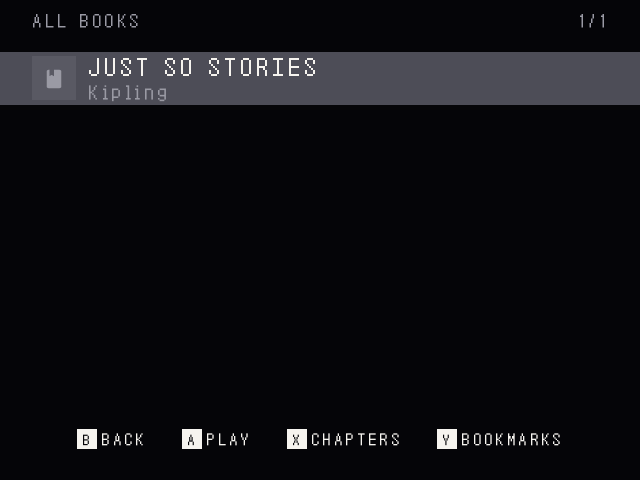 ALL BOOKS 1/1
JUST SO STORIES
Kipling
B BACK A PLAY X CHAPTERS Y BOOKMARKS